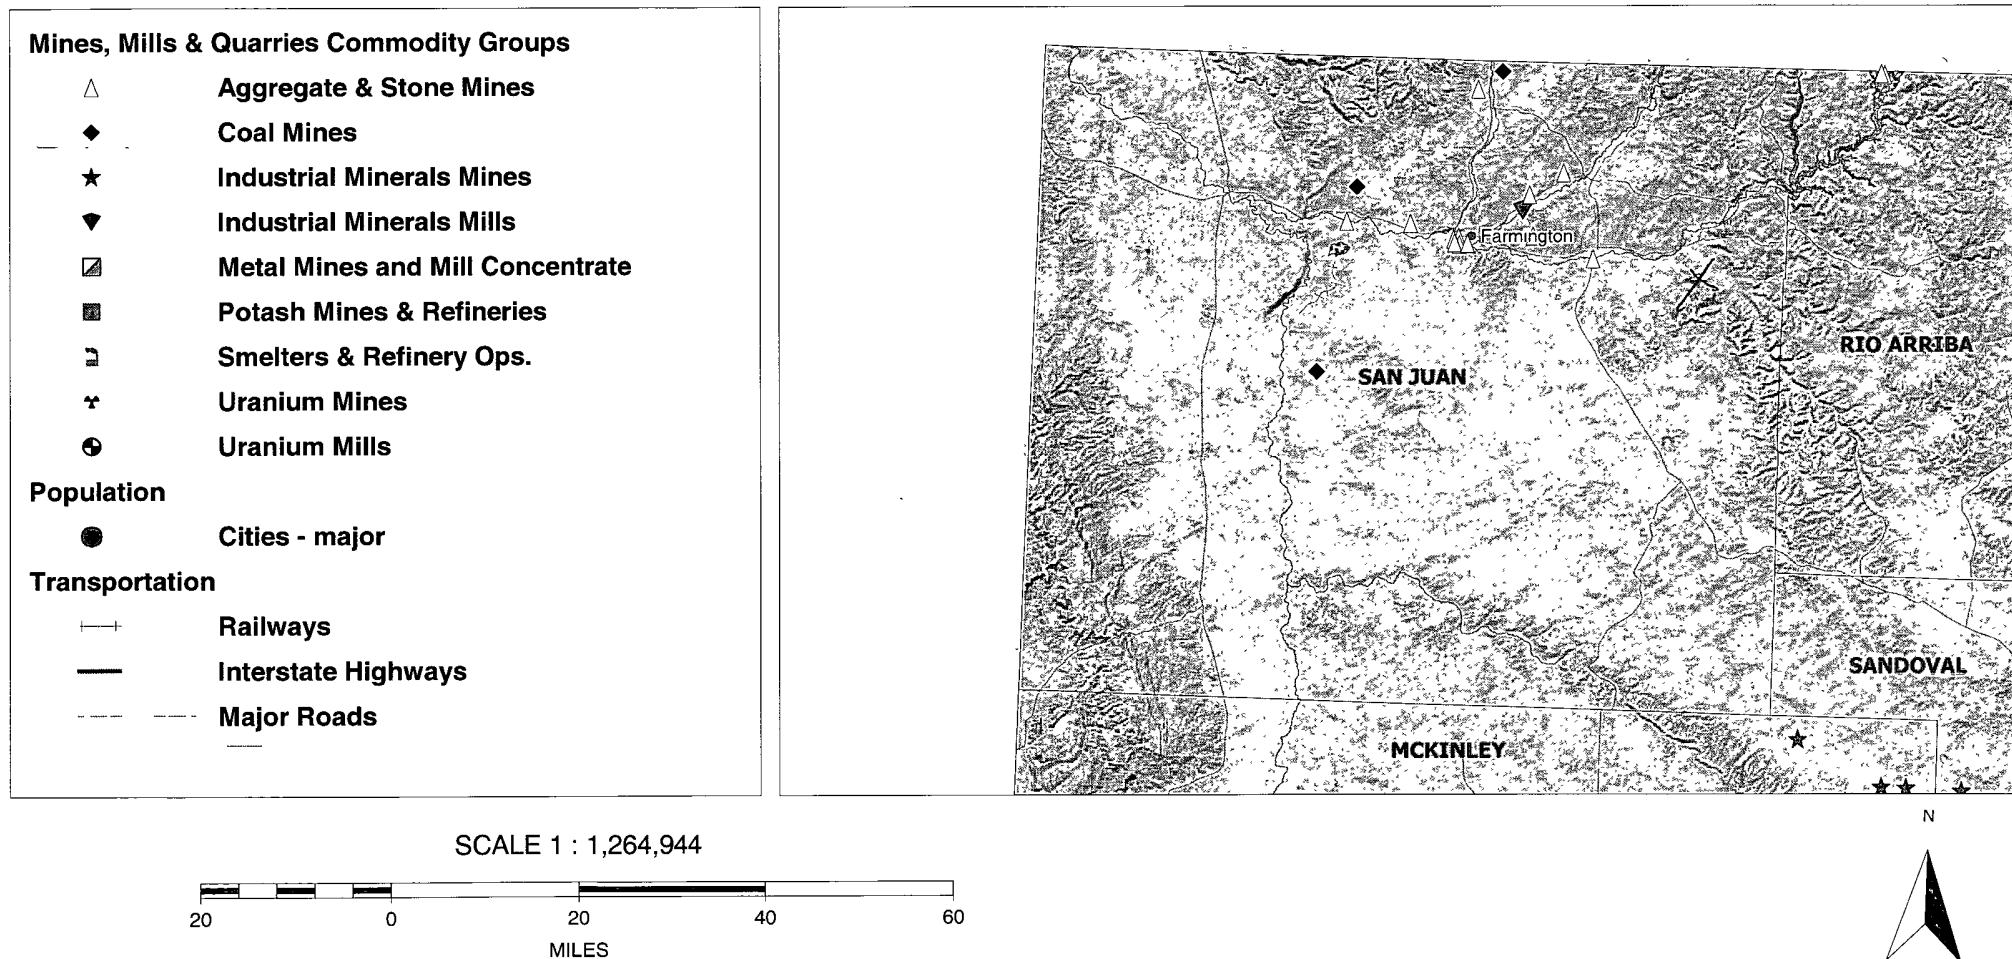 Mines, Mills & Quarries Commodity Groups
Aggregate & Stone Mines
Coal Mines
Industrial Minerals Mines
Industrial Minerals Mills
Metal Mines and Mill Concentrate
Potash Mines & Refineries
Smelters & Refinery Ops.
Uranium Mines
Uranium Mills
Population
Cities - major
Transportation
Railways
Interstate Highways
Major Roads
Farmington
RIO ARRIBA
SAN JUAN
SANDOVAL
MCKINLEY
SCALE 1 : 1,264,944
20 0 20 40 60
MILES
N